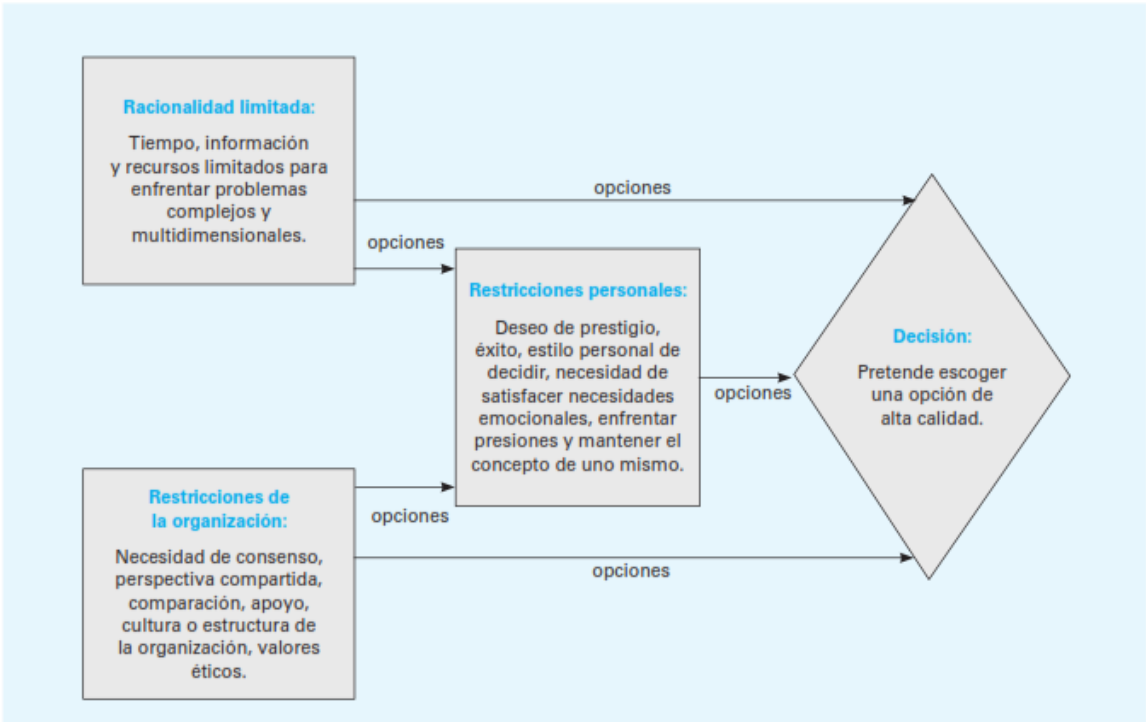 Racionalidad limitada:
Tiempo, información
y recursos limitados para
enfrentar problemas
complejos y
multidimensionales.
opciones
opciones
Restricciones personales:
Deseo de prestigio,
éxito, estilo personal de
decidir, necesidad de
satisfacer necesidades
emocionales, enfrentar
presiones y mantener el
concepto de uno mismo.
opciones
Decisión:
Pretende escoger
una opción de
alta calidad.
Restricciones de
la organización:
Necesidad de consenso,
perspectiva compartida,
comparación, apoyo,
cultura o estructura de
la organización, valores
éticos.
opciones
opciones